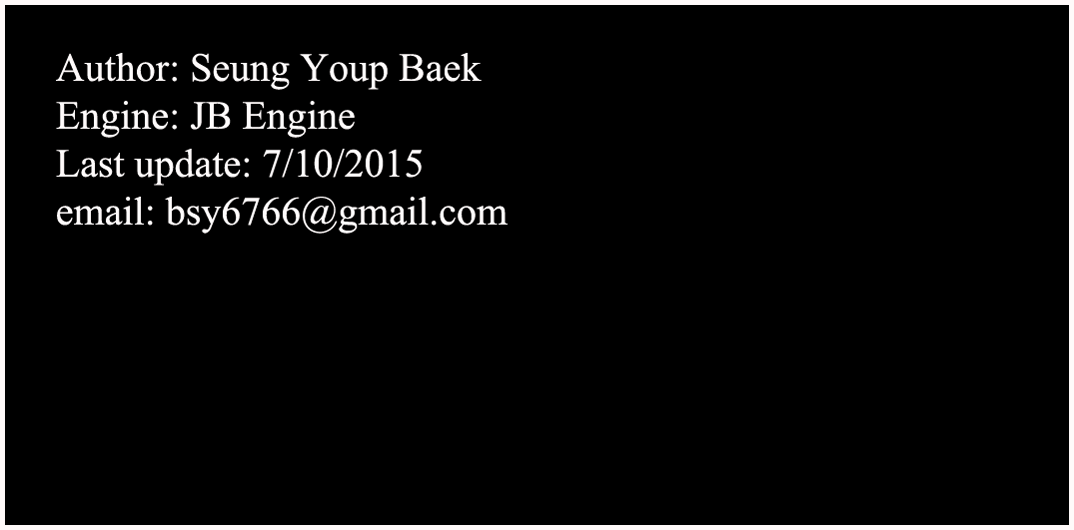 Author: Seung Youp Baek
Engine: JB Engine
Last update: 7/10/2015
email: bsy6766@gmail.com